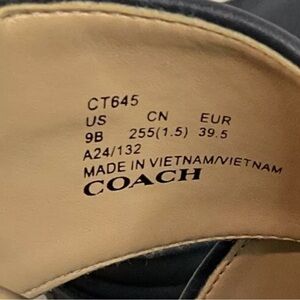 CT645
US CN EUR
9B 255(1.5) 39.5
A24/132
MADE IN VIETNAM/VIETNAM
COACH